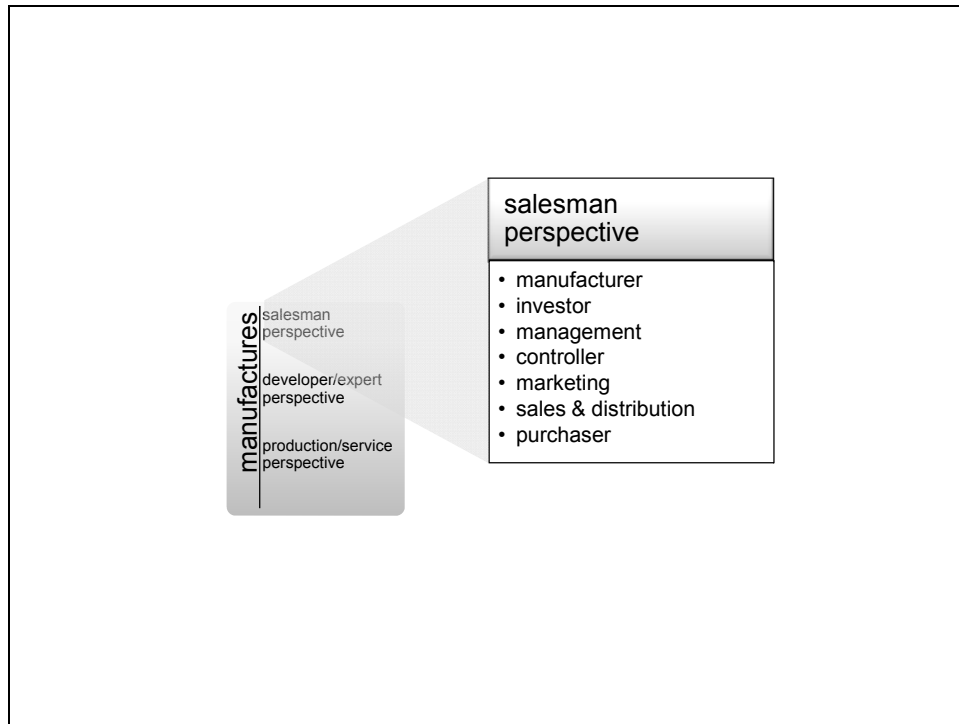 manufactures
salesman
perspective
developer/expert
perspective
production/service
perspective
salesman
perspective
• manufacturer
• investor
• management
• controller
• marketing
• sales & distribution
• purchaser